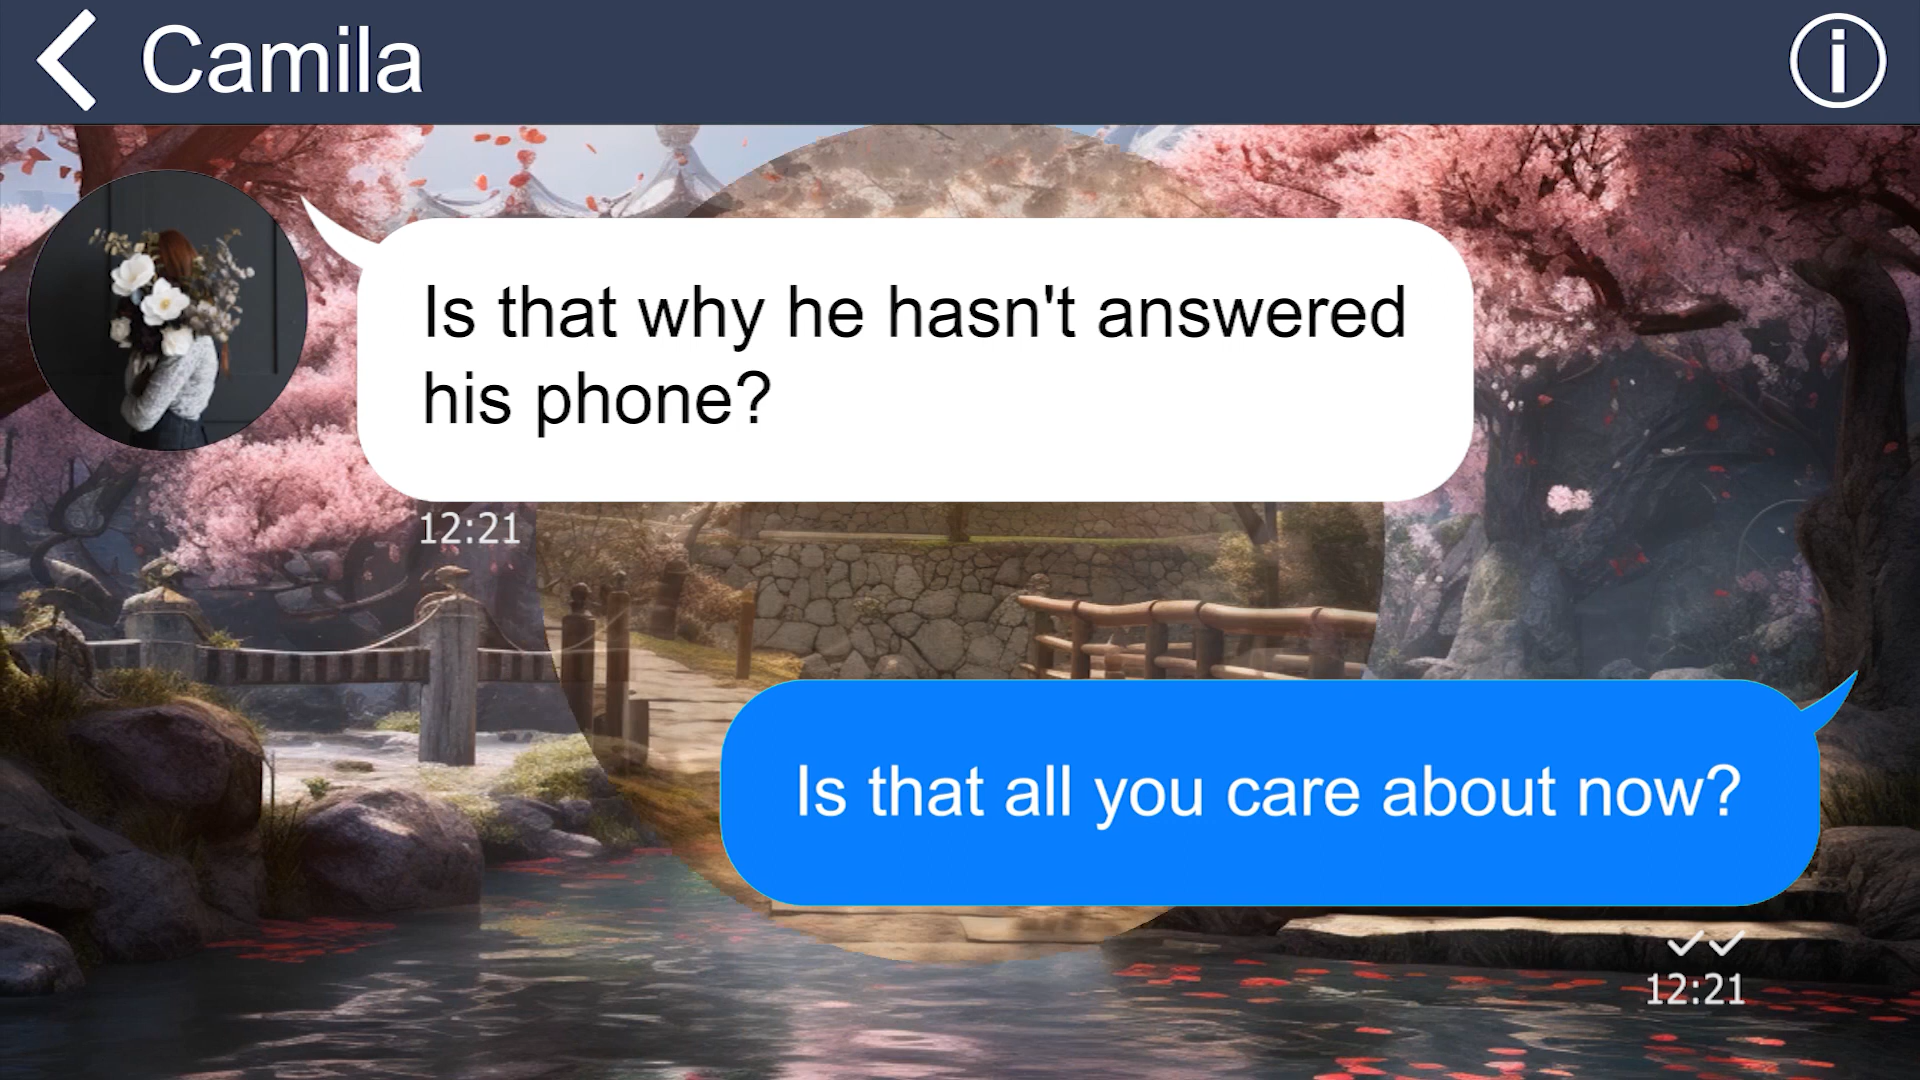 Camila
Is that why he hasn't answered
his phone?
12:21
Is that all you care about now?
12:21